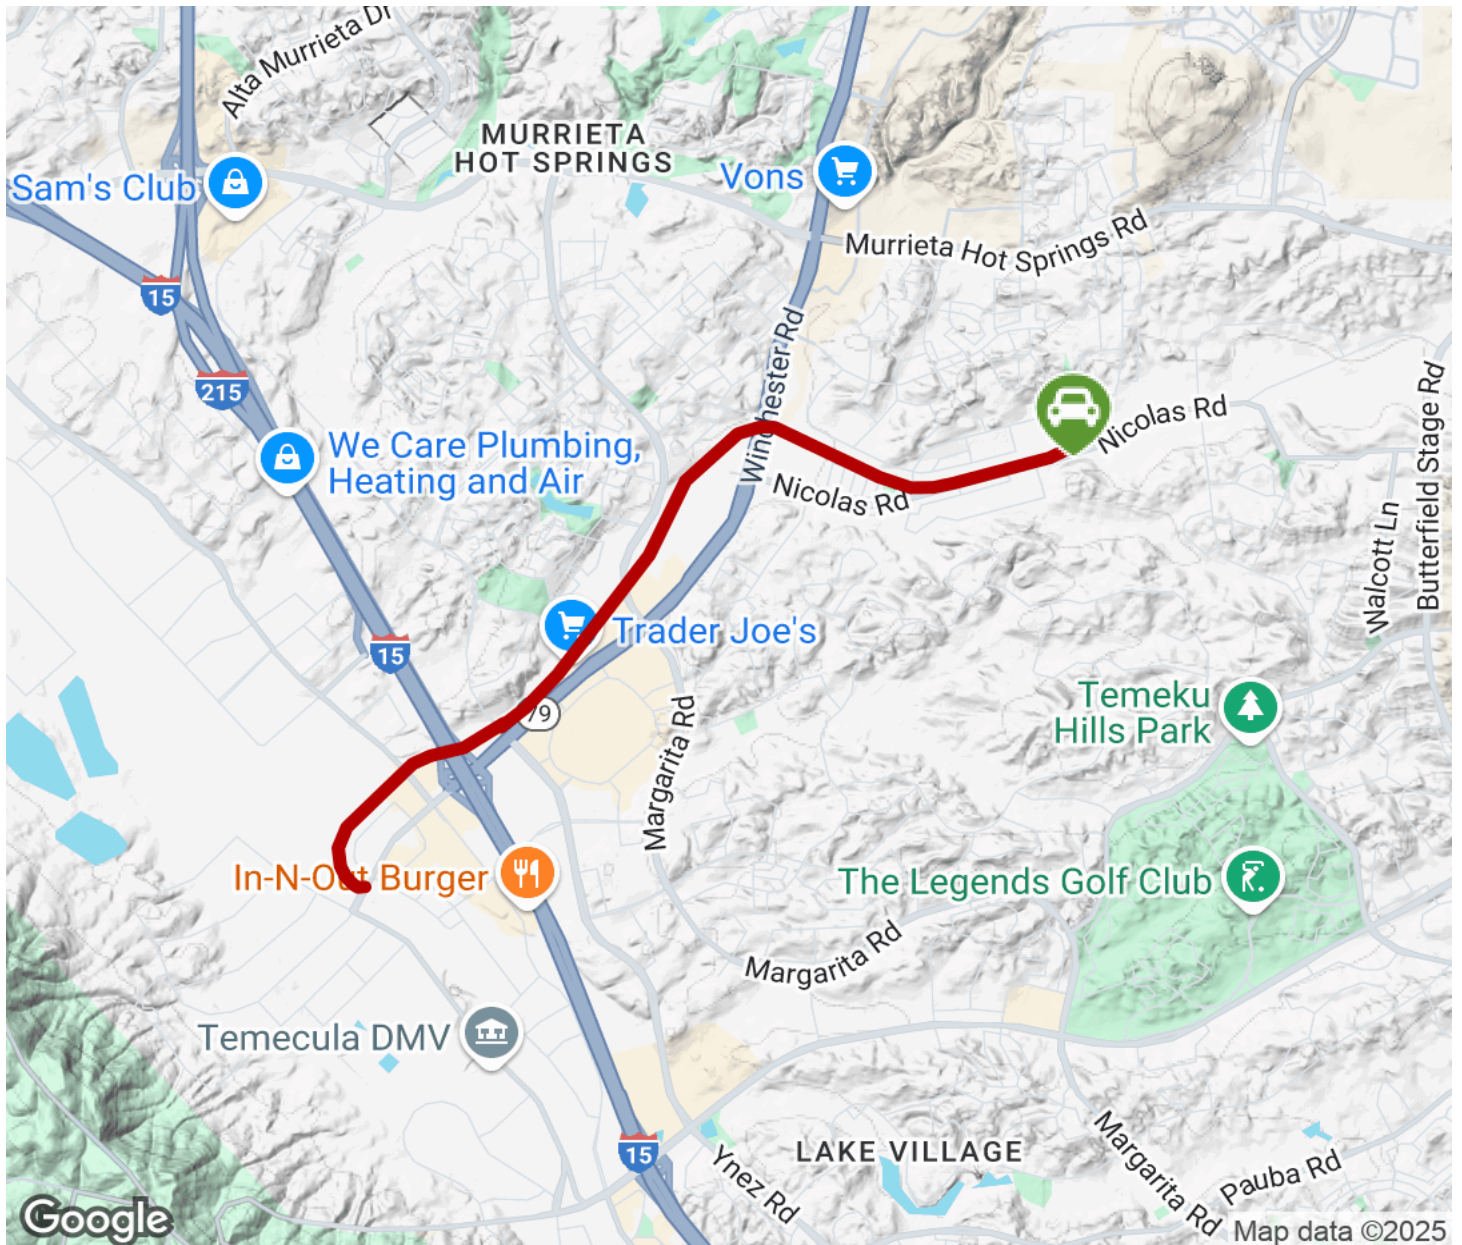 Alta Murrieta Dr
MURRIETA
HOT SPRINGS
Sam's Club
Vons
Murrieta Hot Springs Rd
15
Winchester Rd
215
Nicolas Rd
Butterfield Stage Rd
We Care Plumbing,
Heating and Air
Nicolas Rd
Walcott Ln
15
Trader Joe's
79
Margarita Rd
Temeku
Hills Park
In-N-Out Burger
The Legends Golf Club
Margarita Rd
Temecula DMV
15
LAKE VILLAGE
Ynez Rd
Margarita Rd
Pauba Rd
Google
Map data ©2025